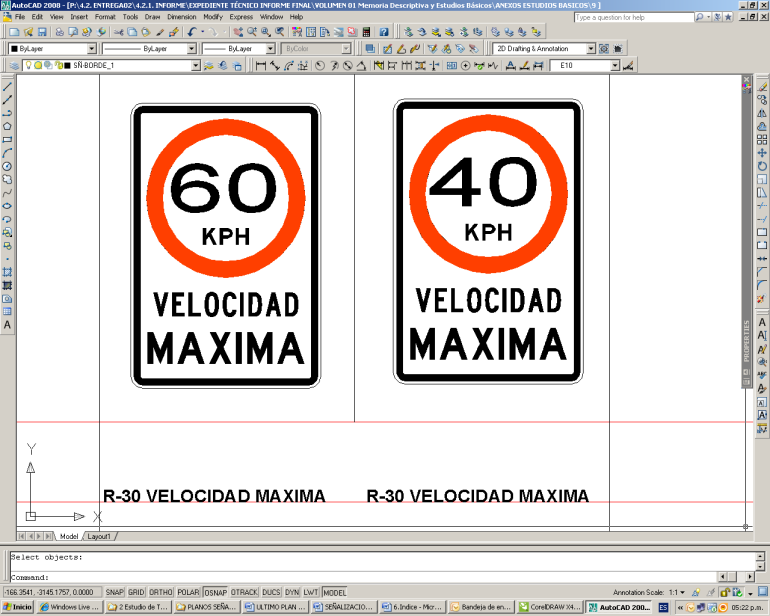 AutoCAD 2008 - [P:\4.2. ENTREGA02\4.2.1. INFORME\EXPEDIENTE TÉCNICO INFORME FINAL\VOLUMEN 01 Memoria Descriptiva y Estudios Básicos\ANEXOS ESTUDIOS BASICOS\9 ]
File Edit View Insert Format Tools Draw Dimension Modify Express Window Help
Type a question for help
ByLayer ByLayer ByLayer ByColor 2D Drafting & Annotation
SÑ-BORDE_1 E10
60
KPH
VELOCIDAD
MAXIMA
40
KPH
VELOCIDAD
MAXIMA
PROPERTIES
Y
X
R-30 VELOCIDAD MAXIMA R-30 VELOCIDAD MAXIMA
Model Layout1
Select objects:
Command:
-166.3541, -3145.1757, 0.0000 SNAP GRID ORTHO POLAR OSNAP OTRACK DUCS DYN LWT MODEL Annotation Scale: 1:1
Inicio Windows Live ... 2 Estudio de T... PLANOS SEÑA... ULTIMO PLAN ... SEÑALIZACIO... 6.Indice - Micr... Bandeja de en... CorelDRAW X4... AutoCAD 200... ES 05:22 p.m.